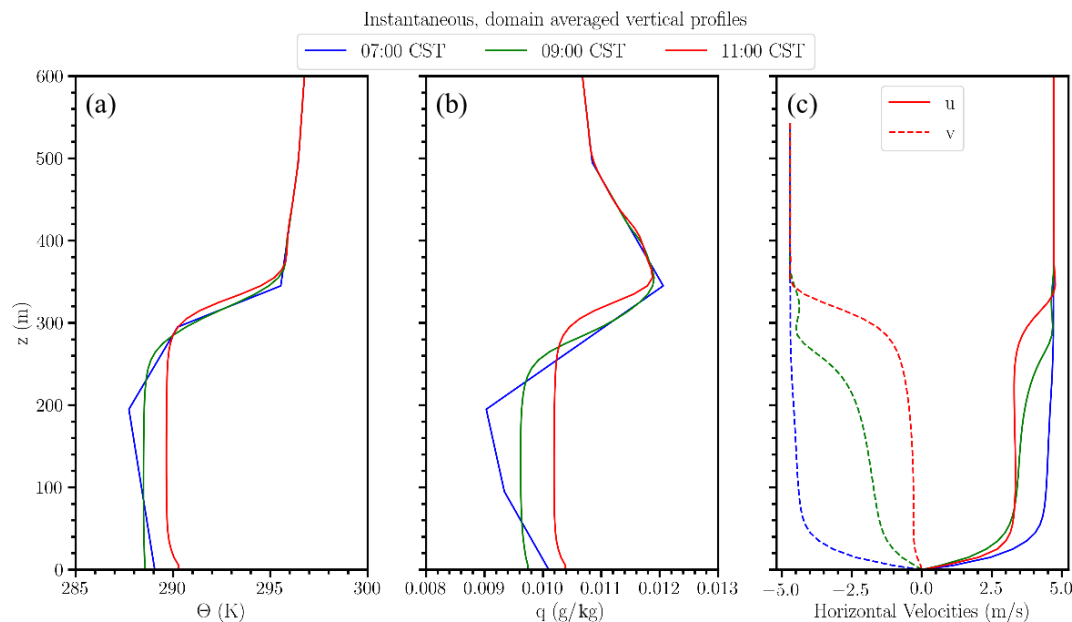 Instantaneous, domain averaged vertical profiles
07:00 CST 09:00 CST 11:00 CST
(a) (b) (c)
u
v
600
500
400
300
200
100
0
z (m)
285 290 295 300
0.008 0.009 0.010 0.011 0.012 0.013
−5.0 −2.5 0.0 2.5 5.0
Θ (K) q (g/kg) Horizontal Velocities (m/s)